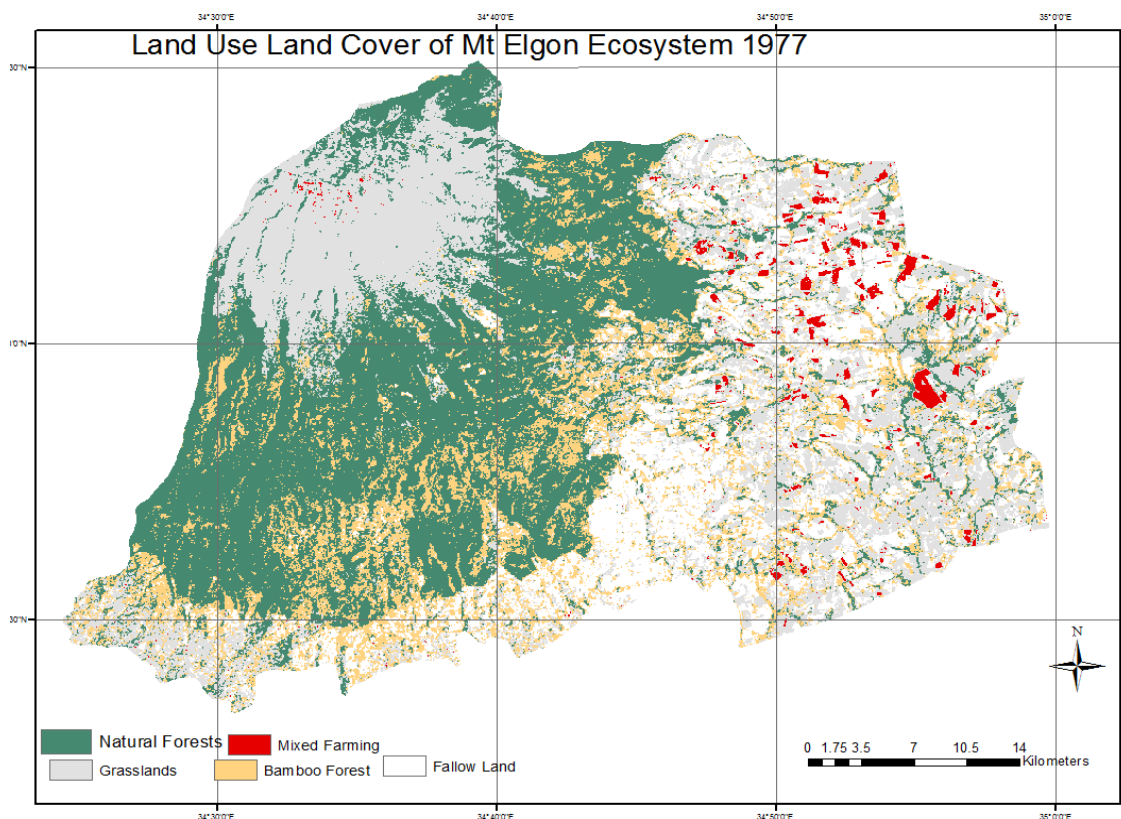 34°30'0"E 34°40'0"E 34°50'0"E 35°0'0"E
Land Use Land Cover of Mt Elgon Ecosystem 1977
30'N
1°0'N
30'N
N
Natural Forests Mixed Farming
Grasslands Bamboo Forest Fallow Land
0 1.75 3.5 7 10.5 14
Kilometers
34°30'0"E 34°40'0"E 34°50'0"E 35°0'0"E